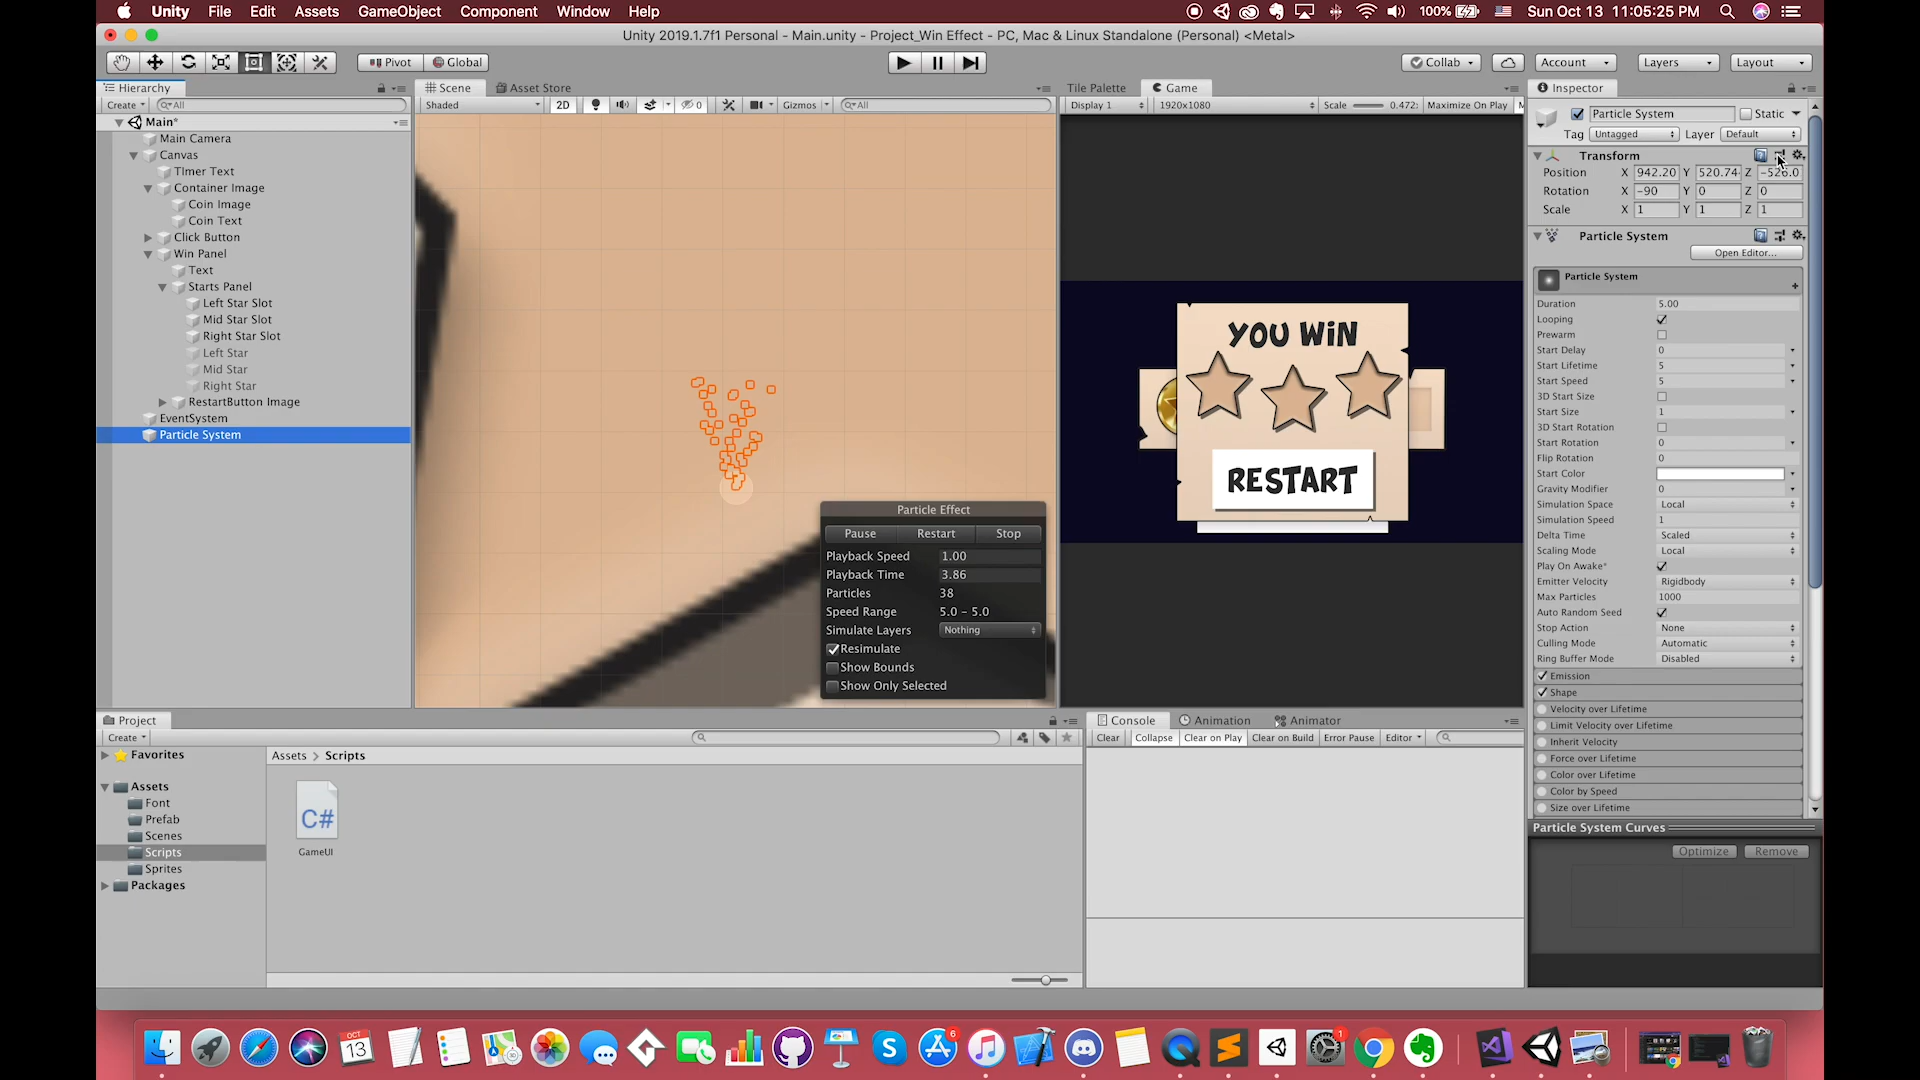 Unity File Edit Assets GameObject Component Window Help 100% Sun Oct 13 11:05:25 PM
Unity 2019.1.7f1 Personal - Main.unity - Project_Win Effect - PC, Mac & Linux Standalone (Personal) <Metal>
Pivot Global Collab Account Layers Layout
Hierarchy Scene Asset Store Tile Palette Game Inspector
Create All Shaded 2D 0 Gizmos All Display 1 1920x1080 Scale 0.472: Maximize On Play M
Main*
Main Camera
Canvas
TImer Text
Container Image
Coin Image
Coin Text
Click Button
Win Panel
Text
Starts Panel
Left Star Slot
Mid Star Slot
Right Star Slot
Left Star
Mid Star
Right Star
RestartButton Image
EventSystem
Particle System
Particle Effect
Pause Restart Stop
Playback Speed 1.00
Playback Time 3.86
Particles 38
Speed Range 5.0 - 5.0
Simulate Layers Nothing
Resimulate
Show Bounds
Show Only Selected
YOU WiN
RESTART
Particle System Static
Tag Untagged Layer Default
Transform
Position X 942.20 Y 520.74 Z -526.0
Rotation X -90 Y 0 Z 0
Scale X 1 Y 1 Z 1
Particle System
Open Editor...
Particle System
Duration 5.00
Looping
Prewarm
Start Delay 0
Start Lifetime 5
Start Speed 5
3D Start Size
Start Size 1
3D Start Rotation
Start Rotation 0
Flip Rotation 0
Start Color
Gravity Modifier 0
Simulation Space Local
Simulation Speed 1
Delta Time Scaled
Scaling Mode Local
Play On Awake*
Emitter Velocity Rigidbody
Max Particles 1000
Auto Random Seed
Stop Action None
Culling Mode Automatic
Ring Buffer Mode Disabled
Emission
Shape
Velocity over Lifetime
Limit Velocity over Lifetime
Inherit Velocity
Force over Lifetime
Color over Lifetime
Color by Speed
Size over Lifetime
Particle System Curves
Optimize Remove
Project
Create
Favorites
Assets
Font
Prefab
Scenes
Scripts
Sprites
Packages
Assets > Scripts
C#
GameUI
Console Animation Animator
Clear Collapse Clear on Play Clear on Build Error Pause Editor
OCT
13
6
1